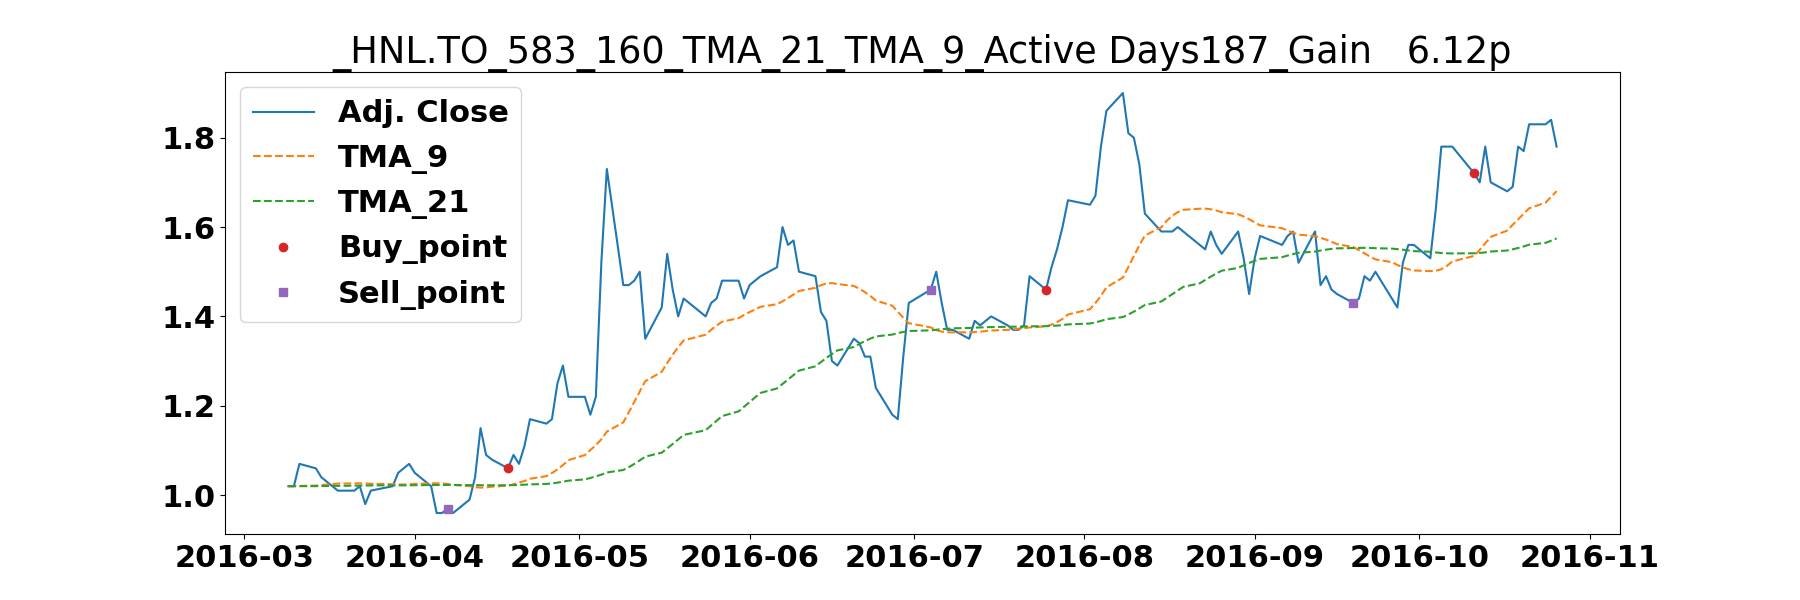 _HNL.TO_583_160_TMA_21_TMA_9_Active Days187_Gain   6.12p
Adj. Close
TMA_9
TMA_21
Buy_point
Sell_point
1.8
1.6
1.4
1.2
1.0
2016-03 2016-04 2016-05 2016-06 2016-07 2016-08 2016-09 2016-10 2016-11